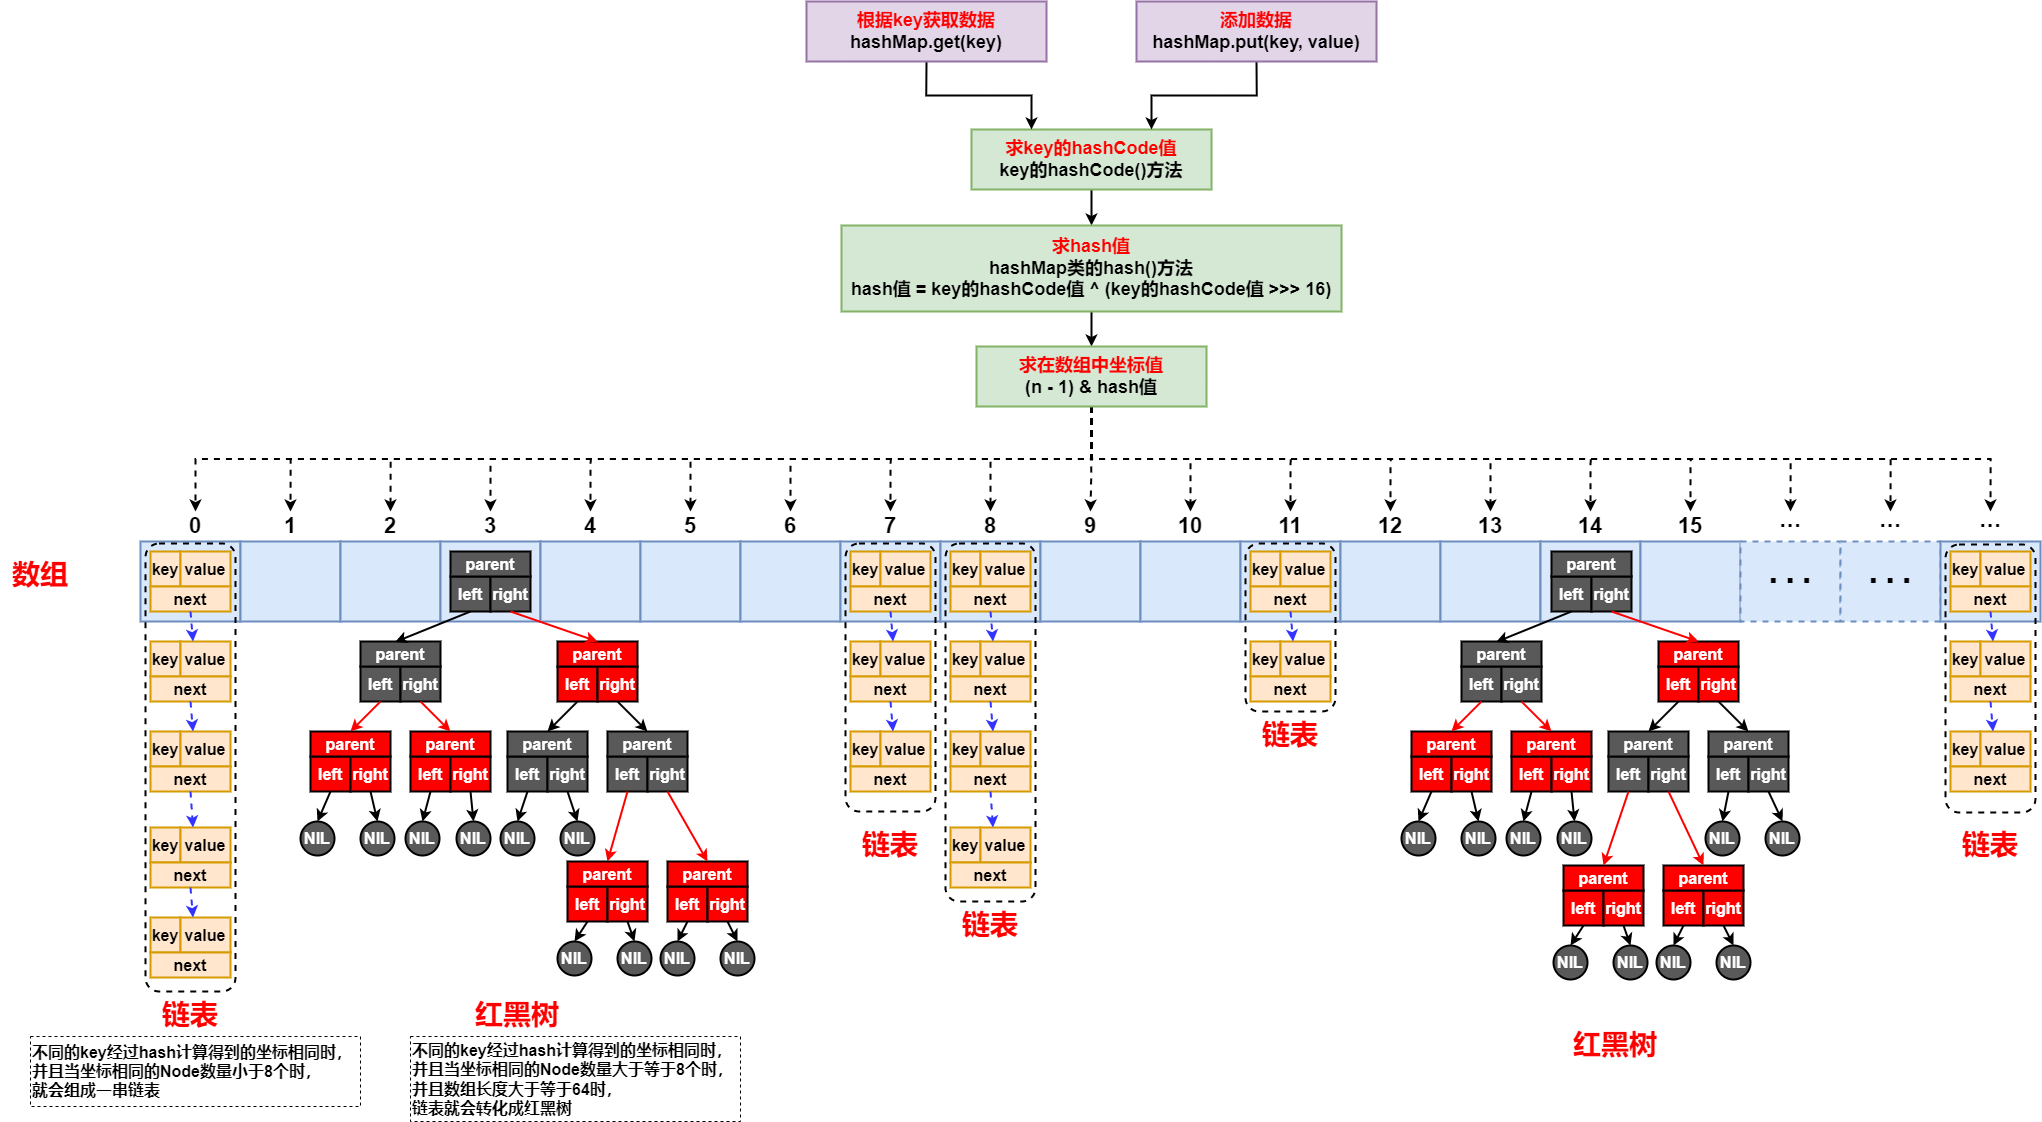 根据key获取数据
hashMap.get(key)
添加数据
hashMap.put(key, value)
求key的hashCode值
key的hashCode()方法
求hash值
hashMap类的hash()方法
hash值 = key的hashCode值 ^ (key的hashCode值 >>> 16)
求在数组中坐标值
(n - 1) & hash值
0 1 2 3 4 5 6 7 8 9 10 11 12 13 14 15 ... ... ...
数组
key value
next
key value
next
key value
next
key value
next
key value
next
链表
不同的key经过hash计算得到的坐标相同时，
并且当坐标相同的Node数量小于8个时，
就会组成一串链表
parent
left right
parent
left right
parent
left right
parent
left right
parent
left right
parent
left right
parent
left right
NIL NIL NIL NIL NIL NIL
parent
left right
parent
left right
NIL NIL NIL NIL
红黑树
不同的key经过hash计算得到的坐标相同时，
并且当坐标相同的Node数量大于等于8个时，
并且数组长度大于等于64时，
链表就会转化成红黑树
key value
next
key value
next
key value
next
链表
key value
next
key value
next
key value
next
key value
next
链表
key value
next
key value
next
链表
parent
left right
parent
left right
parent
left right
parent
left right
parent
left right
parent
left right
parent
left right
NIL NIL NIL NIL NIL NIL
parent
left right
parent
left right
NIL NIL NIL NIL
红黑树
... ...
key value
next
key value
next
key value
next
链表